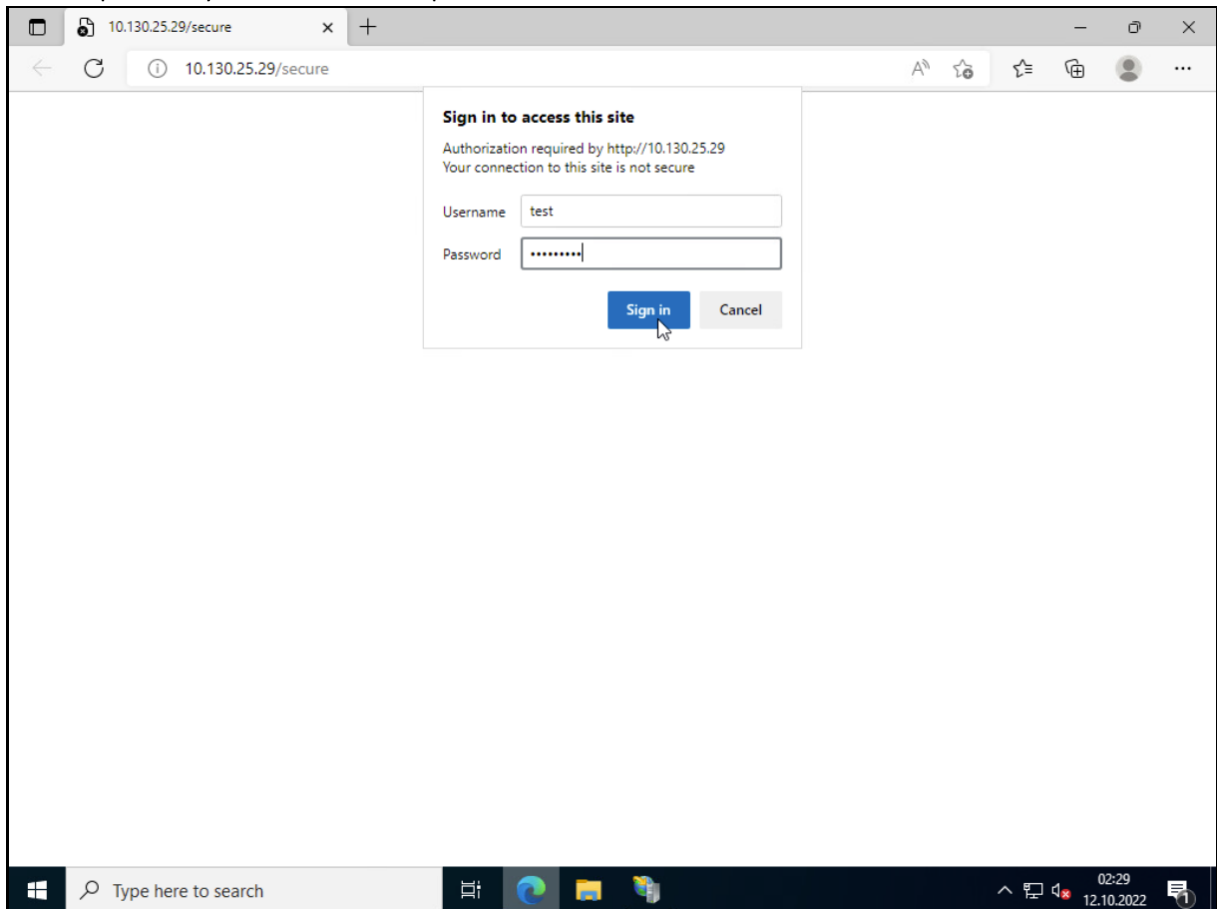 10.130.25.29/secure
10.130.25.29/secure
Sign in to access this site
Authorization required by http://10.130.25.29
Your connection to this site is not secure
Username test
Password •••••••••
Sign in Cancel
Type here to search
02:29
12.10.2022
1